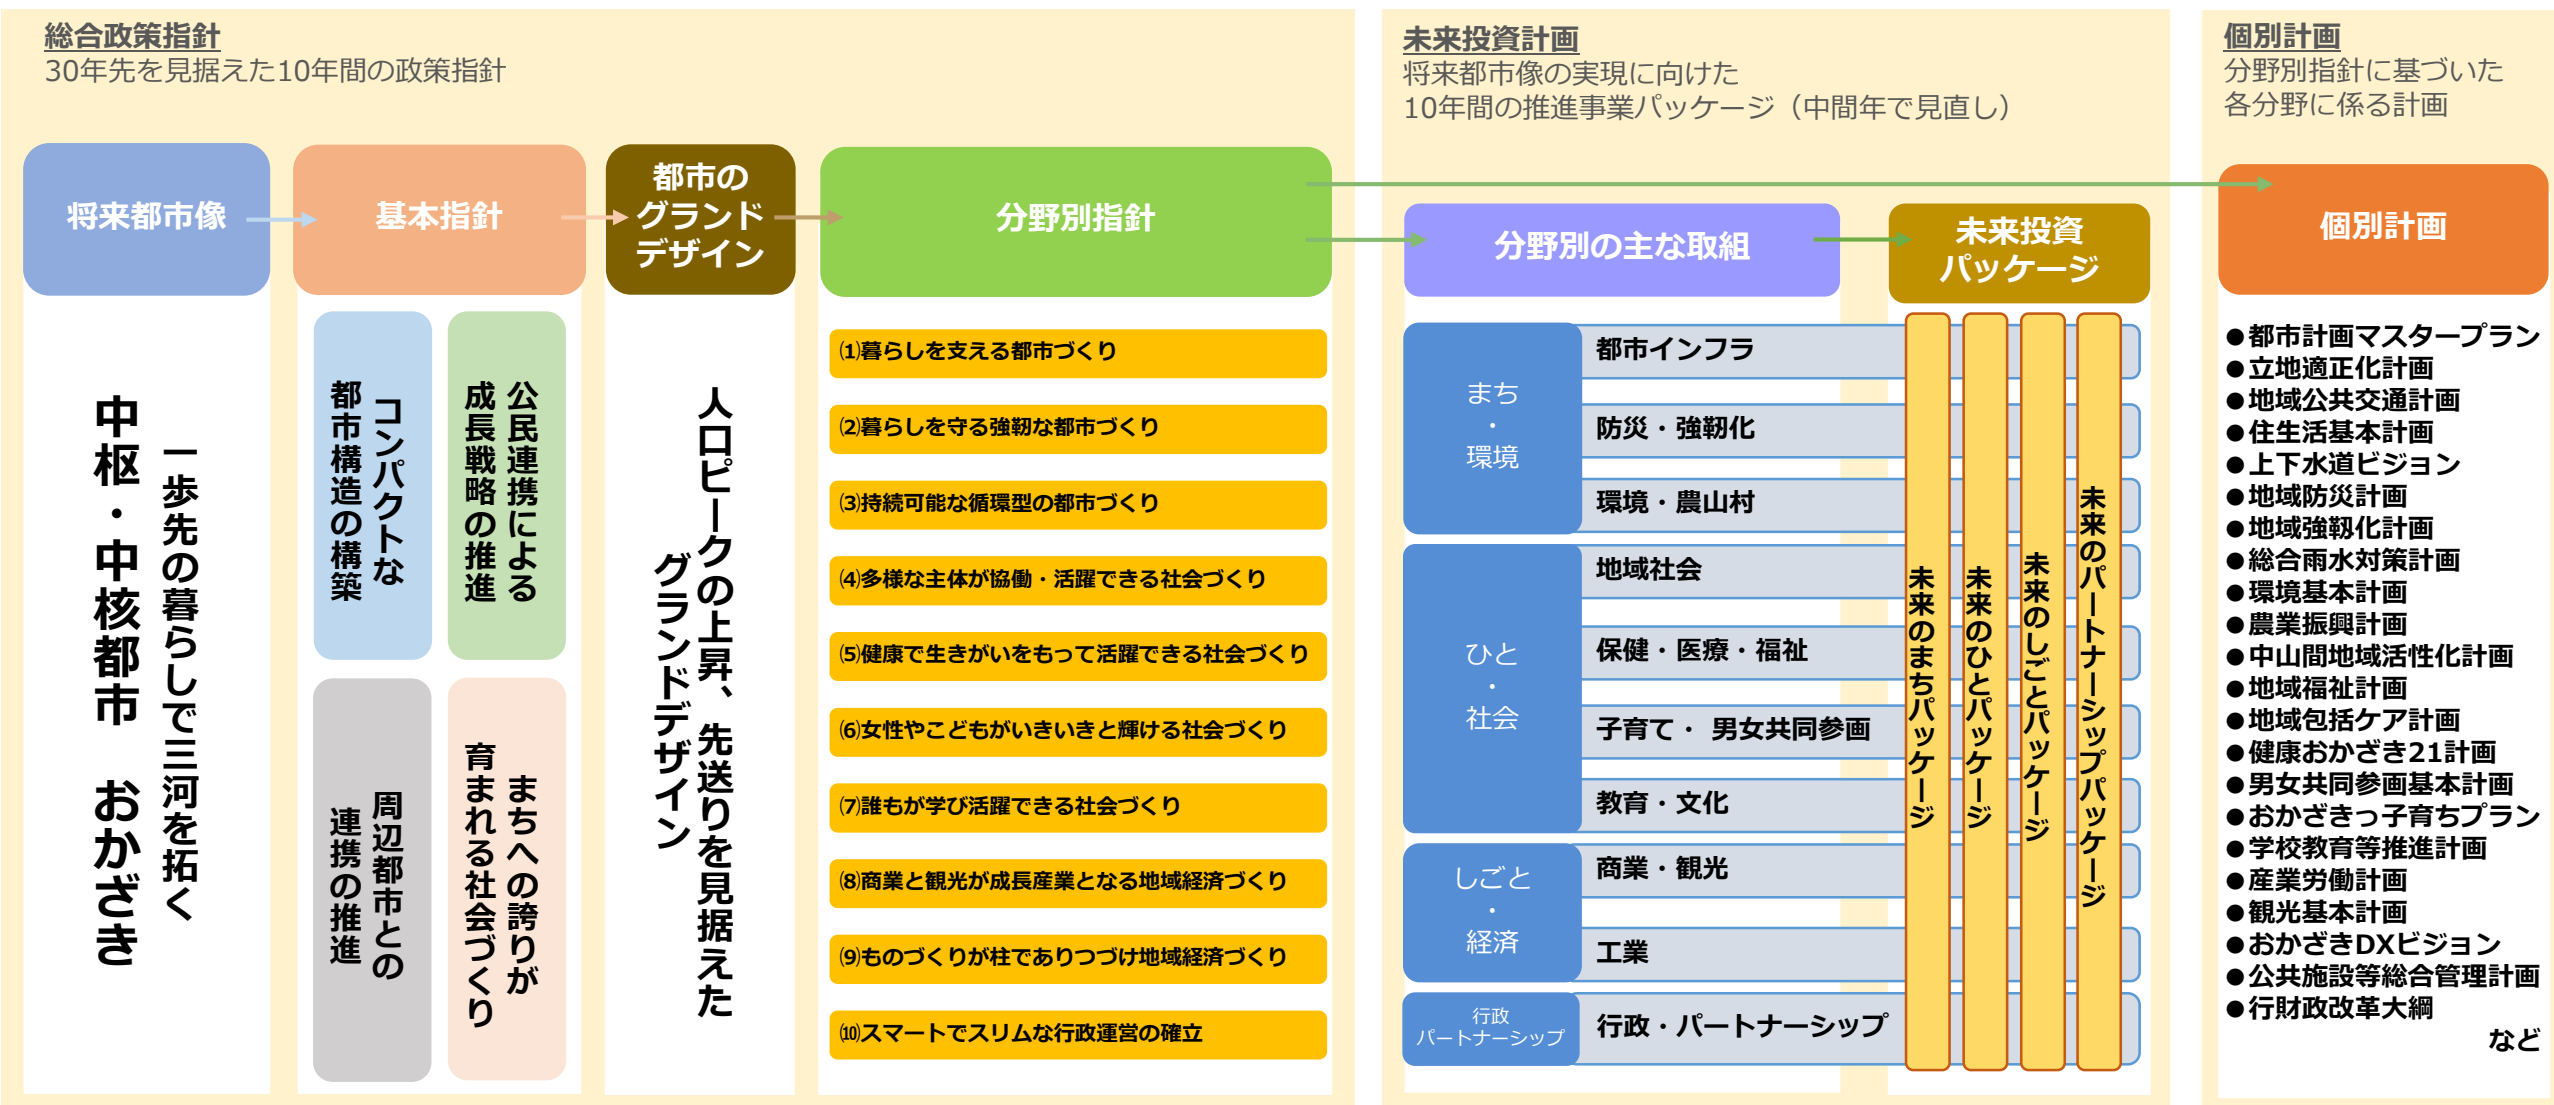 総合政策指針
30年先を見据えた10年間の政策指針
将来都市像
一歩先の暮らしで三河を拓く
中枢・中核都市　おかざき
基本指針
コンパクトな
都市構造の構築
公民連携による
成長戦略の推進
周辺都市との
連携の推進
まちへの誇りが
育まれる社会づくり
都市の
グランド
デザイン
人口ピークの上昇、先送りを見据えた
グランドデザイン
分野別指針
⑴暮らしを支える都市づくり
⑵暮らしを守る強靭な都市づくり
⑶持続可能な循環型の都市づくり
⑷多様な主体が協働・活躍できる社会づくり
⑸健康で生きがいをもって活躍できる社会づくり
⑹女性やこどもがいきいきと輝ける社会づくり
⑺誰もが学び活躍できる社会づくり
⑻商業と観光が成長産業となる地域経済づくり
⑼ものづくりが柱でありつづけ地域経済づくり
⑽スマートでスリムな行政運営の確立
未来投資計画
将来都市像の実現に向けた
10年間の推進事業パッケージ（中間年で見直し）
分野別の主な取組
まち
・
環境
都市インフラ
防災・強靭化
環境・農山村
ひと
・
社会
地域社会
保健・医療・福祉
子育て・ 男女共同参画
教育・文化
しごと
・
経済
商業・観光
工業
行政
パートナーシップ
行政・パートナーシップ
未来投資
パッケージ
未来のまちパッケージ
未来のひとパッケージ
未来のしごとパッケージ
未来のパートナーシップパッケージ
個別計画
分野別指針に基づいた
各分野に係る計画
個別計画
●都市計画マスタープラン
●立地適正化計画
●地域公共交通計画
●住生活基本計画
●上下水道ビジョン
●地域防災計画
●地域強靱化計画
●総合雨水対策計画
●環境基本計画
●農業振興計画
●中山間地域活性化計画
●地域福祉計画
●地域包括ケア計画
●健康おかざき21計画
●男女共同参画基本計画
●おかざきっ子育ちプラン
●学校教育等推進計画
●産業労働計画
●観光基本計画
●おかざきDXビジョン
●公共施設等総合管理計画
●行財政改革大綱
など